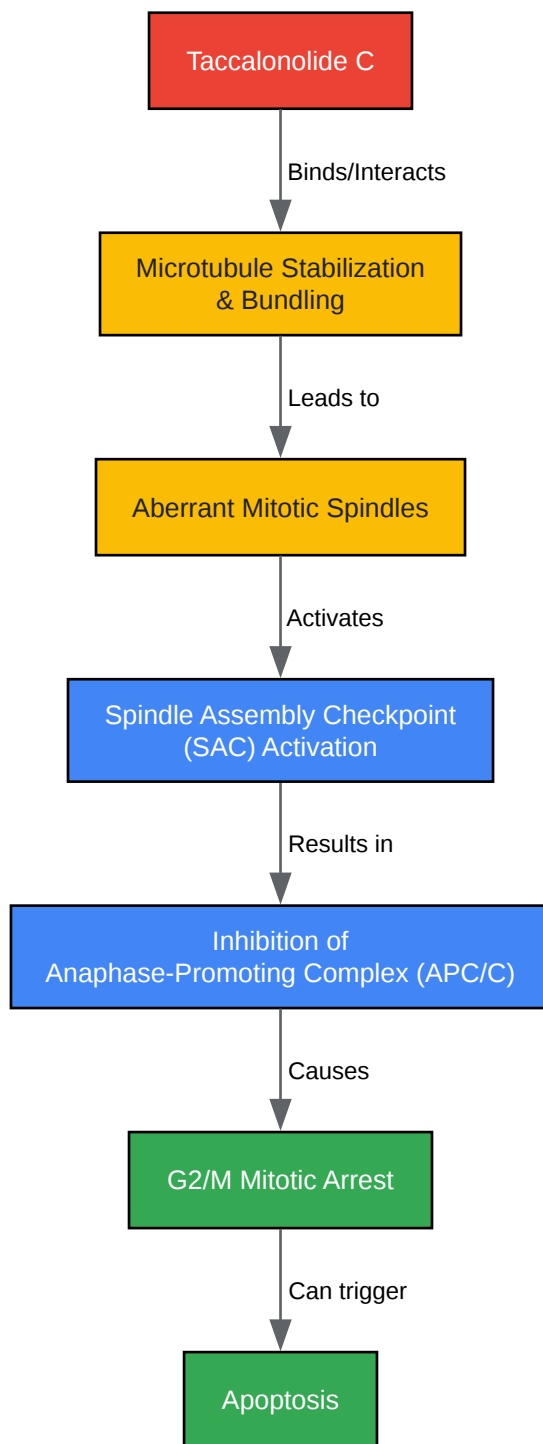 Taccalonolide C
Binds/Interacts
Microtubule Stabilization
& Bundling
Leads to
Aberrant Mitotic Spindles
Activates
Spindle Assembly Checkpoint
(SAC) Activation
Results in
Inhibition of
Anaphase-Promoting Complex (APC/C)
Causes
G2/M Mitotic Arrest
Can trigger
Apoptosis